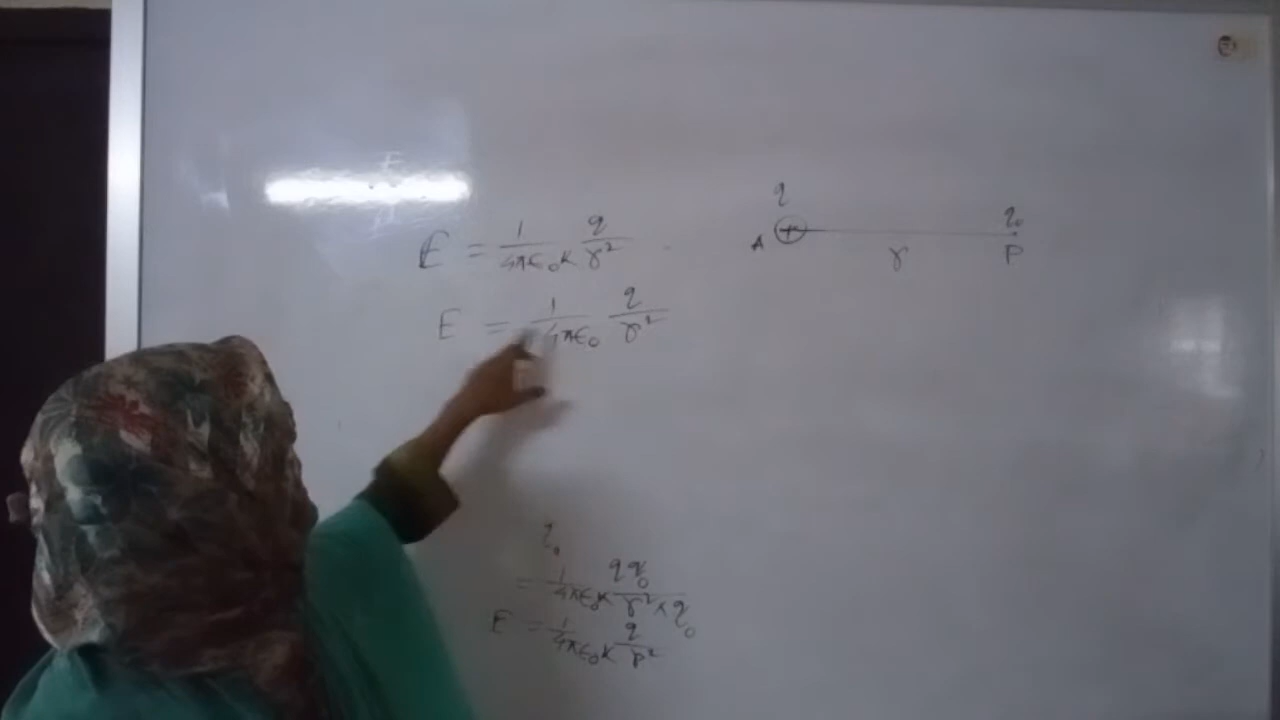 E = 1/4πε₀K q/r²
E = 1/4πε₀ q/r²
q q₀
A + r P
q₀
= 1/4πε₀K qq₀/r² × q₀
E = 1/4πε₀K q/r²